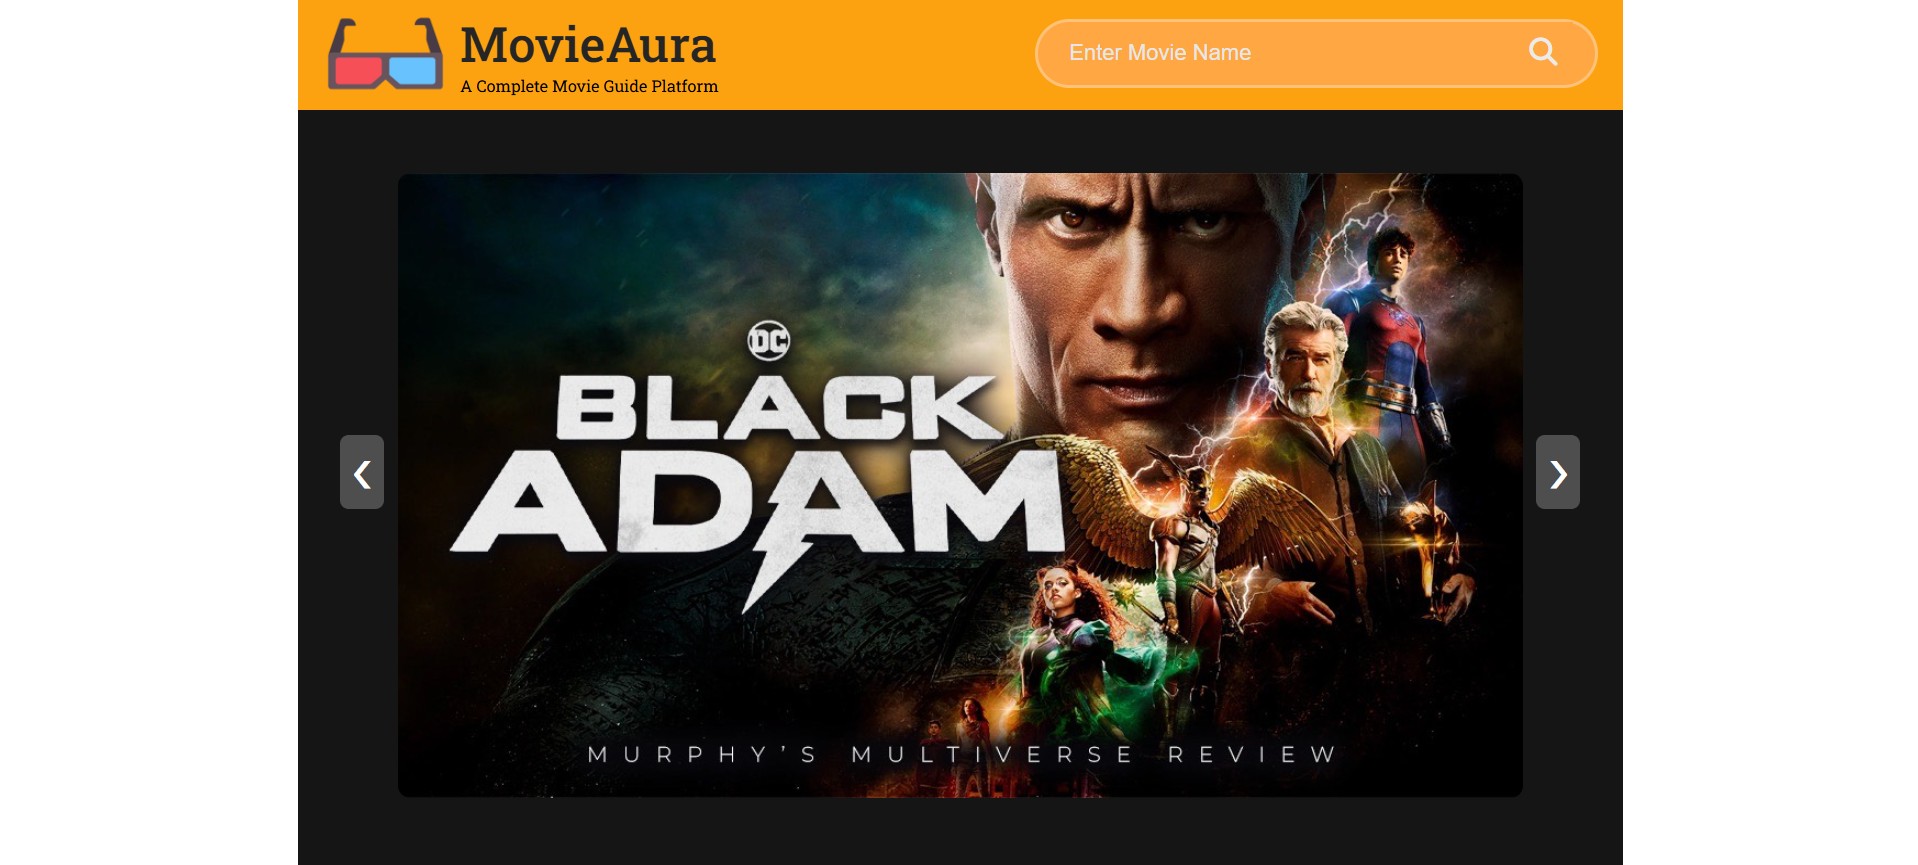 MovieAura
A Complete Movie Guide Platform
Enter Movie Name
DC
BLACK
ADAM
MURPHY'S MULTIVERSE REVIEW